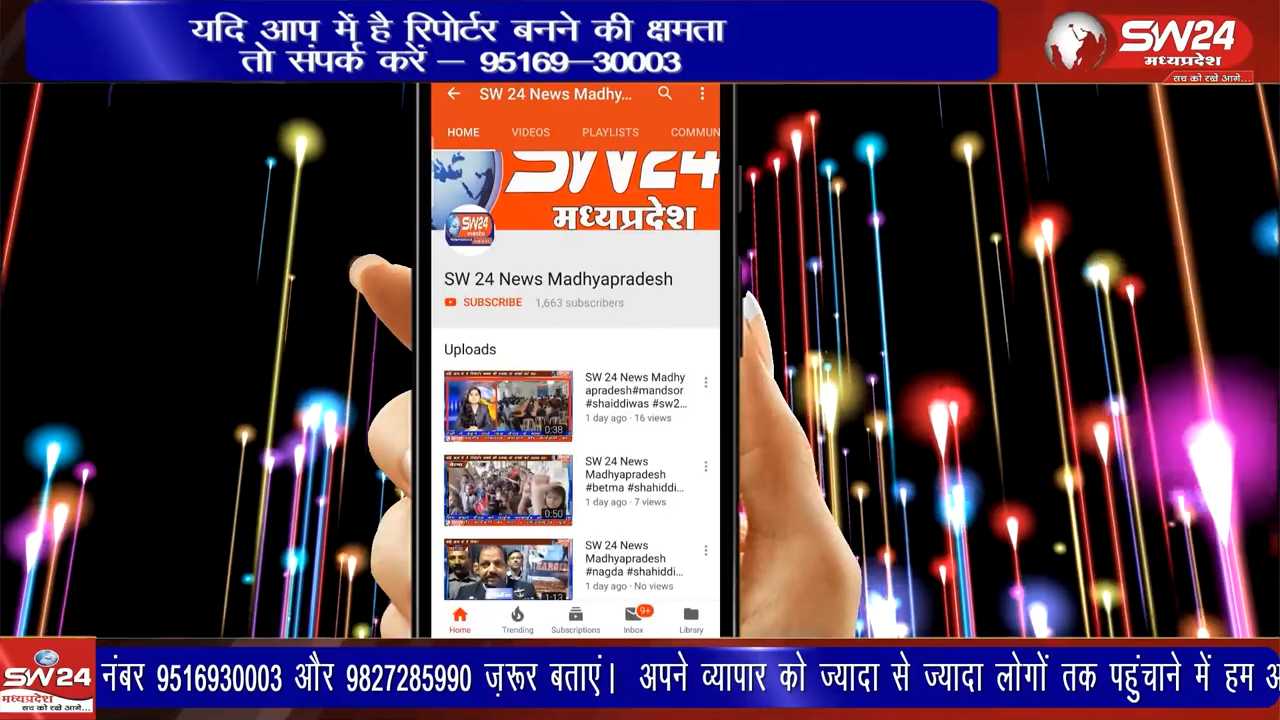 यदि आप में है रिपोर्टर बनने की क्षमता
तो संपर्क करें – 95169–30003
SW24
मध्यप्रदेश
सच को रखे आगे...
SW 24 News Madhy...
HOME VIDEOS PLAYLISTS COMMUN
SW24
मध्यप्रदेश
SW24
SW 24 News Madhyapradesh
SUBSCRIBE 1,663 subscribers
Uploads
SW 24 News Madhy
apradesh#mandsor
#shaiddiwas #sw2...
1 day ago · 16 views
0:38
SW 24 News
Madhyapradesh
#betma #shahiddi...
1 day ago · 7 views
0:50
SW 24 News
Madhyapradesh
#nagda #shahiddi...
1 day ago · No views
1:13
9+
Home Trending Subscriptions Inbox Library
SW24
मध्यप्रदेश
सच को रखे आगे...
नंबर 9516930003 और 9827285990 ज़रूर बताएं| अपने व्यापार को ज्यादा से ज्यादा लोगों तक पहुंचाने में हम